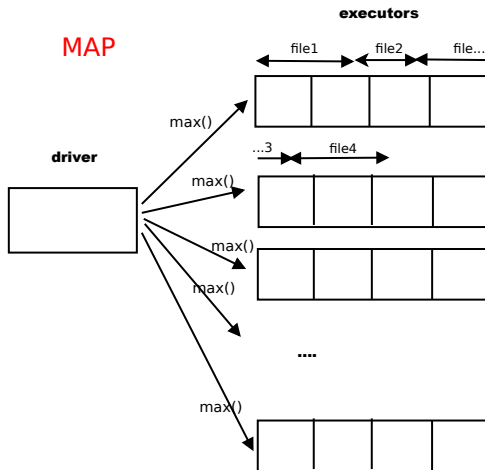 executors
MAP
file1
file2
file...
max()
...3
file4
driver
max()
max()
max()
....
max()